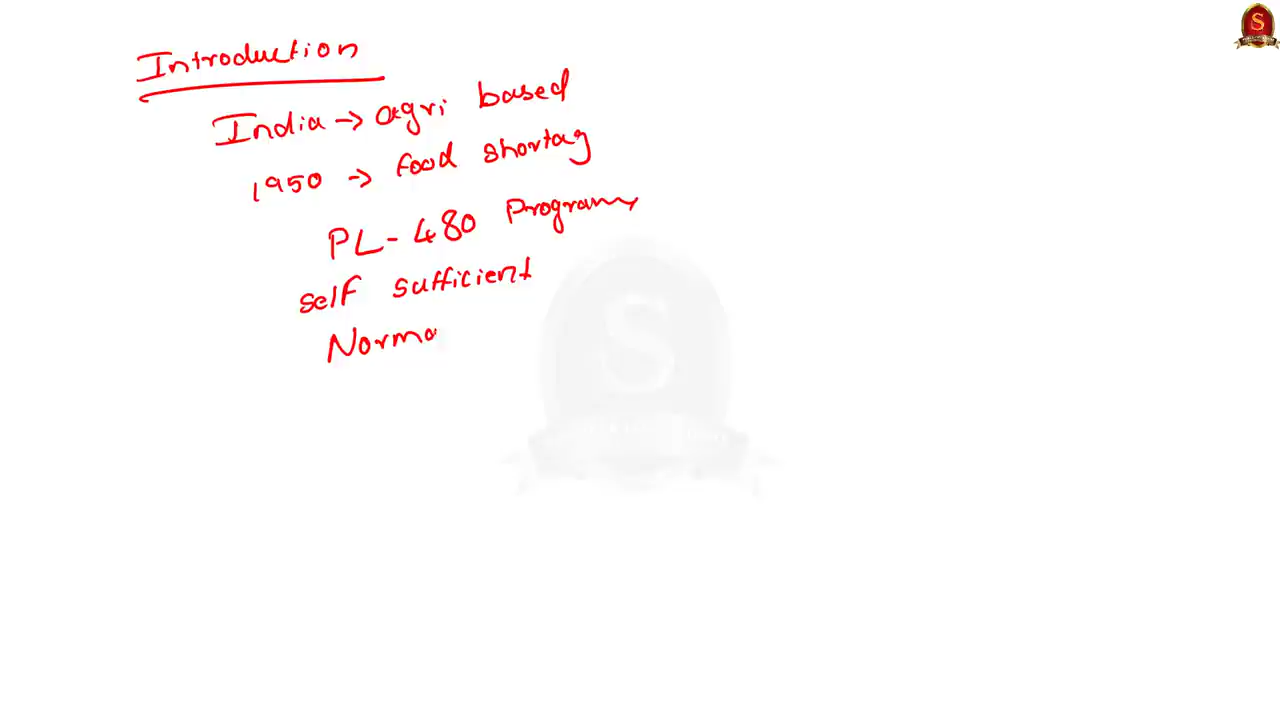 Introduction
India → agri based
1950 → food shortag
PL-480 Program
self sufficient
Norma
S